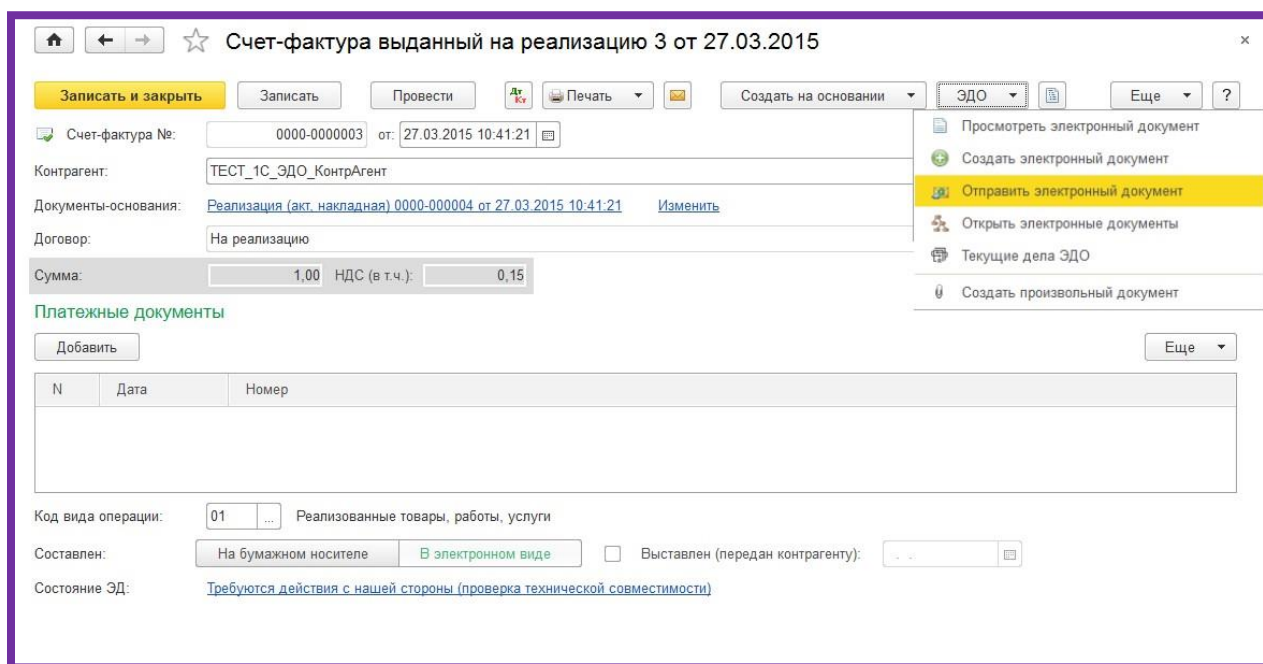 Счет-фактура выданный на реализацию 3 от 27.03.2015 ×
Записать и закрыть Записать Провести Дт Кт Печать Создать на основании ЭДО Еще ?
Счет-фактура №: 0000-0000003 от: 27.03.2015 10:41:21
Просмотреть электронный документ
Создать электронный документ
Контрагент: ТЕСТ_1С_ЭДО_КонтрАгент
Отправить электронный документ
Документы-основания: Реализация (акт, накладная) 0000-000004 от 27.03.2015 10:41:21 Изменить
Открыть электронные документы
Договор: На реализацию
Текущие дела ЭДО
Сумма: 1,00 НДС (в т.ч.): 0,15
Создать произвольный документ
Платежные документы
Добавить Еще
N Дата Номер
Код вида операции: 01 ... Реализованные товары, работы, услуги
Составлен: На бумажном носителе В электронном виде Выставлен (передан контрагенту): . .
Состояние ЭД: Требуются действия с нашей стороны (проверка технической совместимости)